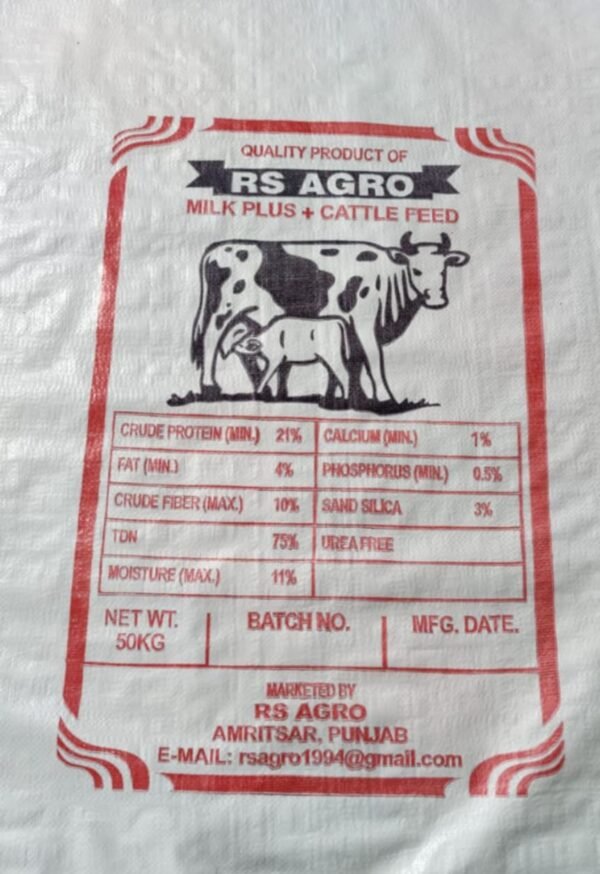 QUALITY PRODUCT OF
RS AGRO
MILK PLUS + CATTLE FEED
CRUDE PROTEIN (MIN.) 21% CALCIUM (MIN.) 1%
FAT (MIN.) 4% PHOSPHORUS (MIN.) 0.5%
CRUDE FIBER (MAX.) 10% SAND SILICA 3%
TDN 75% UREA FREE
MOISTURE (MAX.) 11%
NET WT. BATCH NO. MFG. DATE.
50KG
MARKETED BY
RS AGRO
AMRITSAR, PUNJAB
E-MAIL: rsagro1994@gmail.com